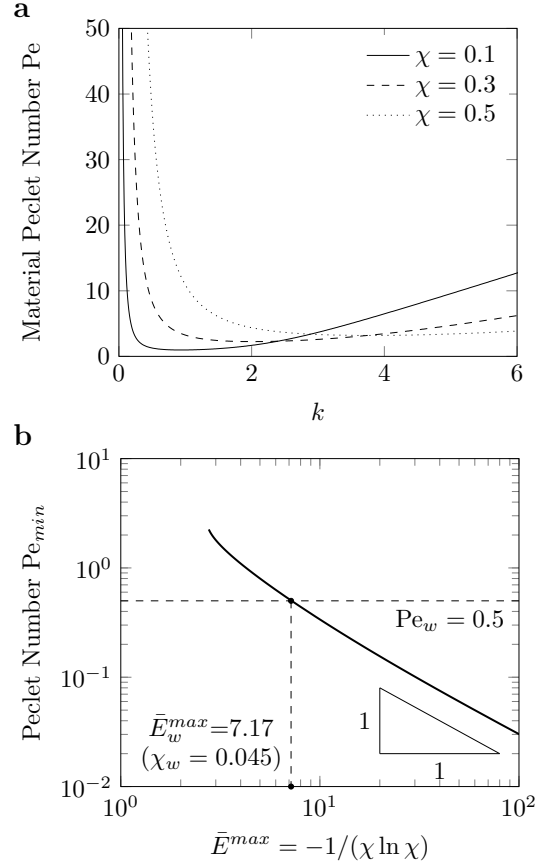 a
Material Peclet Number Pe
50
40
30
20
10
0
0 2 4 6
k
χ = 0.1
χ = 0.3
χ = 0.5
b
Peclet Number Pe_{min}
10^1
10^0
10^{-1}
10^{-2}
10^0 10^1 10^2
Pe_w = 0.5
Ē_w^{max}=7.17
(χ_w = 0.045)
1
1
Ē^{max} = −1/(χ ln χ)